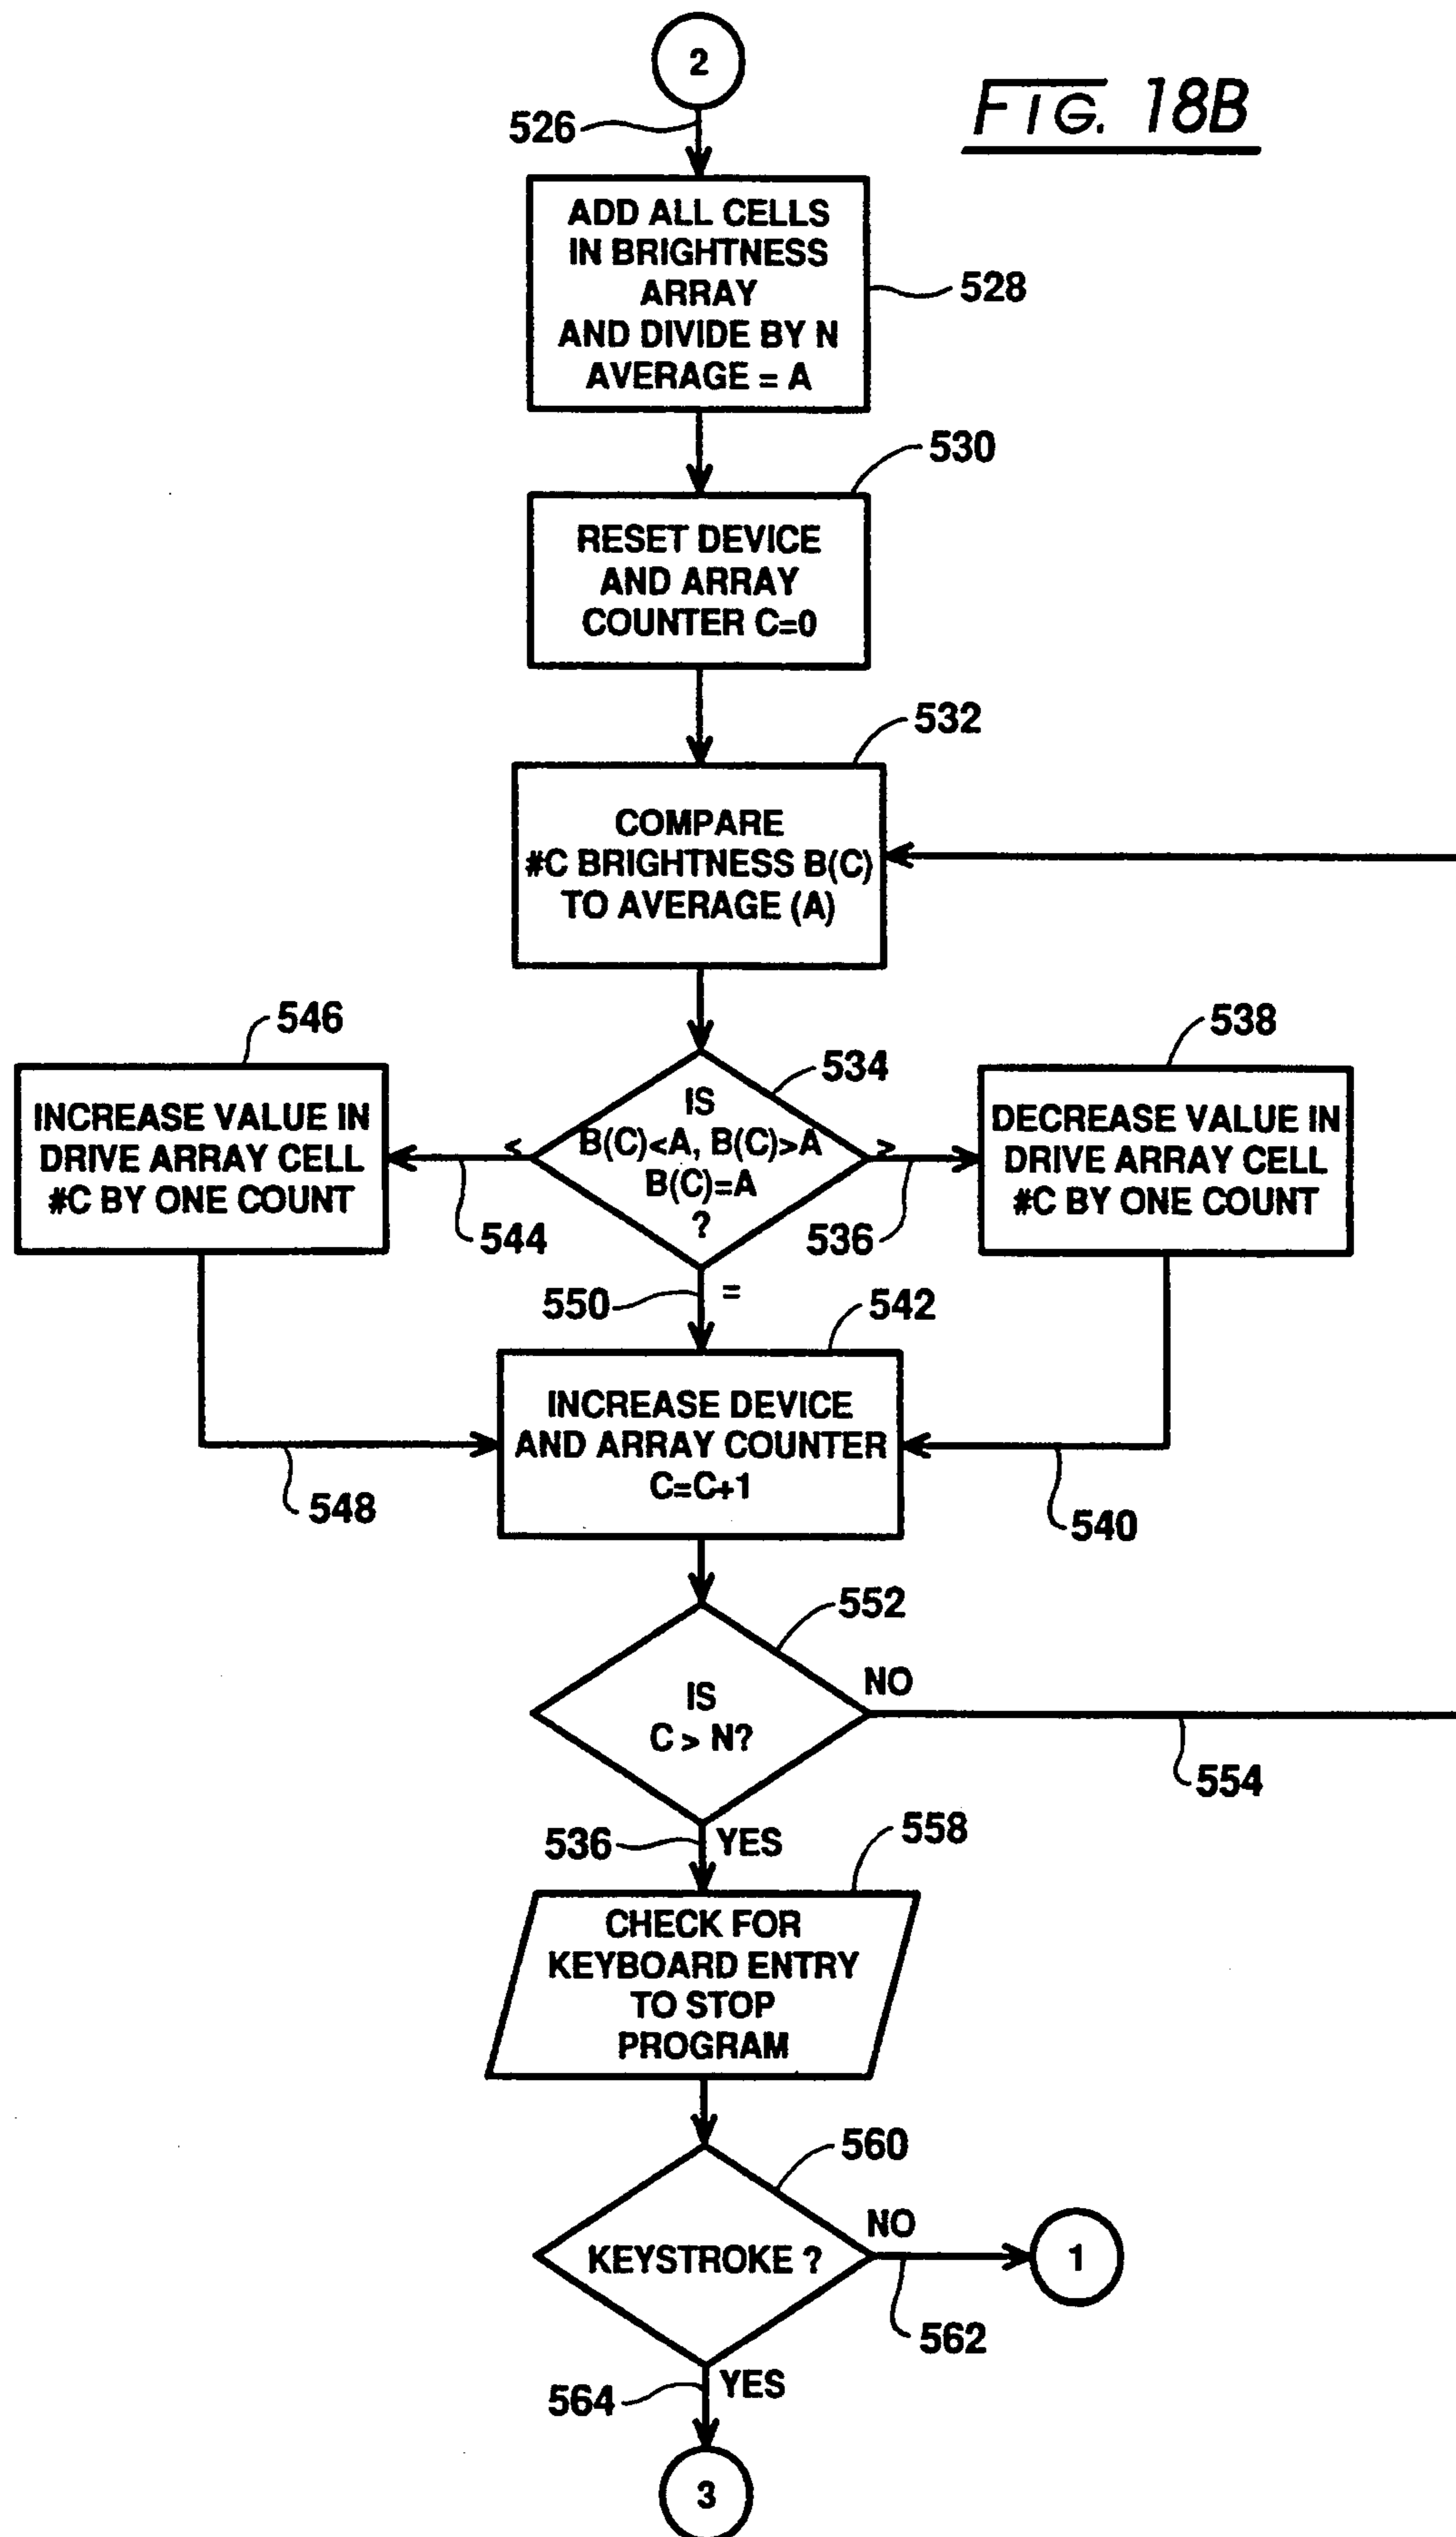 2
FIG. 18B
526
ADD ALL CELLS
IN BRIGHTNESS
ARRAY
AND DIVIDE BY N
AVERAGE = A
528
530
RESET DEVICE
AND ARRAY
COUNTER C=0
532
COMPARE
#C BRIGHTNESS B(C)
TO AVERAGE (A)
546
538
534
INCREASE VALUE IN
DRIVE ARRAY CELL
#C BY ONE COUNT
<
IS
B(C)<A, B(C)>A
B(C)=A
?
>
DECREASE VALUE IN
DRIVE ARRAY CELL
#C BY ONE COUNT
544
536
550
=
542
INCREASE DEVICE
AND ARRAY COUNTER
C=C+1
548
540
552
IS
C > N?
NO
554
536
YES
558
CHECK FOR
KEYBOARD ENTRY
TO STOP
PROGRAM
560
KEYSTROKE ?
NO
1
562
564
YES
3